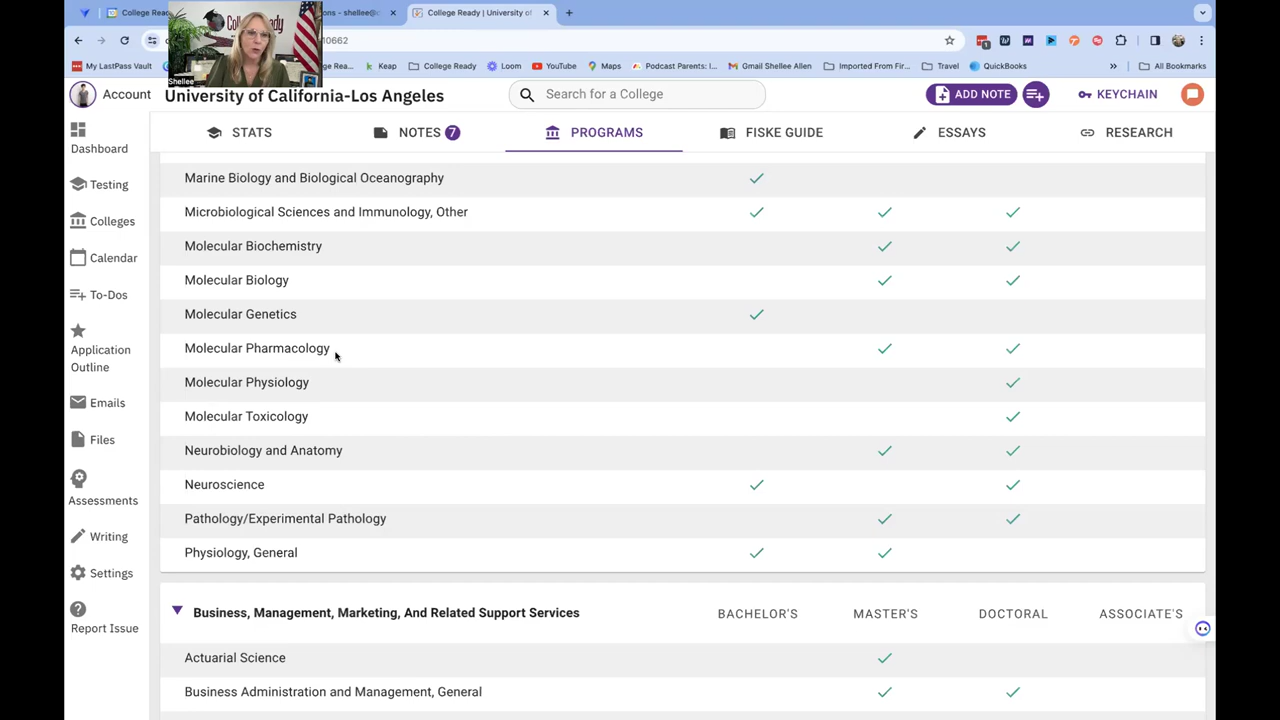 College Ready
ons - shellee@
College Ready | University of
10662
My LastPass Vault
Rea...
Keap
College Ready
Loom
YouTube
Maps
Podcast Parents: I...
Gmail Shellee Allen
Imported From Fir...
Travel
QuickBooks
All Bookmarks
Shellee
Account
University of California-Los Angeles
Search for a College
ADD NOTE
KEYCHAIN
STATS
NOTES 7
PROGRAMS
FISKE GUIDE
ESSAYS
RESEARCH
Dashboard
Testing
Colleges
Calendar
To-Dos
Application
Outline
Emails
Files
Assessments
Writing
Settings
Report Issue
Marine Biology and Biological Oceanography
Microbiological Sciences and Immunology, Other
Molecular Biochemistry
Molecular Biology
Molecular Genetics
Molecular Pharmacology
Molecular Physiology
Molecular Toxicology
Neurobiology and Anatomy
Neuroscience
Pathology/Experimental Pathology
Physiology, General
Business, Management, Marketing, And Related Support Services BACHELOR'S MASTER'S DOCTORAL ASSOCIATE'S
Actuarial Science
Business Administration and Management, General